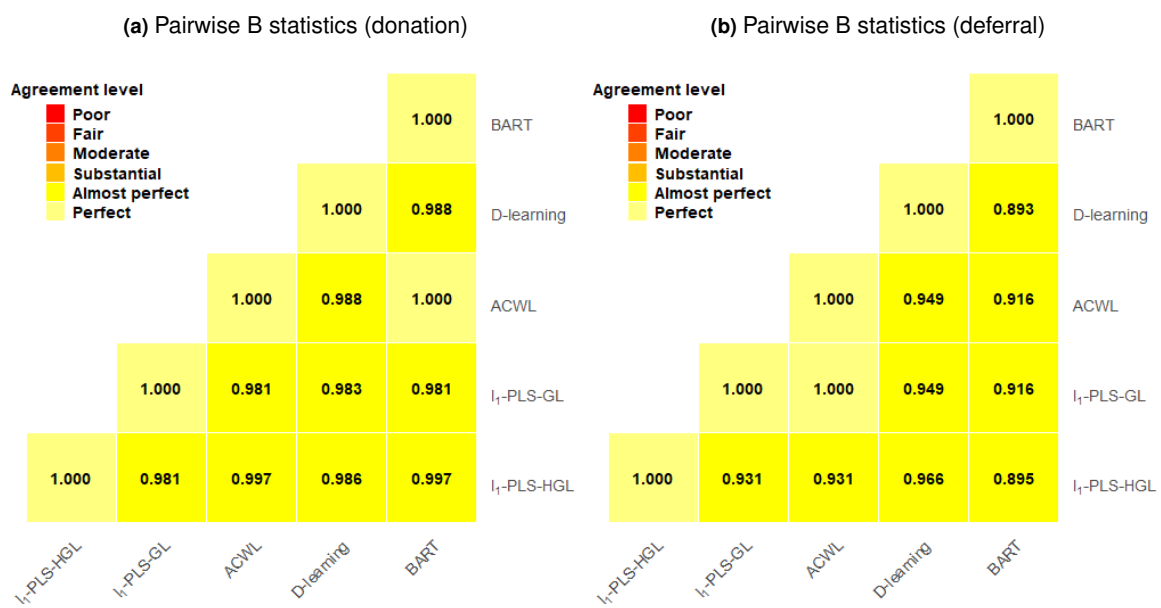 (a) Pairwise B statistics (donation)
Agreement level
Poor
Fair
Moderate
Substantial
Almost perfect
Perfect
1.000 BART
1.000 0.988 D-learning
1.000 0.988 1.000 ACWL
1.000 0.981 0.983 0.981 l₁-PLS-GL
1.000 0.981 0.997 0.986 0.997 l₁-PLS-HGL
l₁-PLS-HGL l₁-PLS-GL ACWL D-learning BART
(b) Pairwise B statistics (deferral)
Agreement level
Poor
Fair
Moderate
Substantial
Almost perfect
Perfect
1.000 BART
1.000 0.893 D-learning
1.000 0.949 0.916 ACWL
1.000 1.000 0.949 0.916 l₁-PLS-GL
1.000 0.931 0.931 0.966 0.895 l₁-PLS-HGL
l₁-PLS-HGL l₁-PLS-GL ACWL D-learning BART